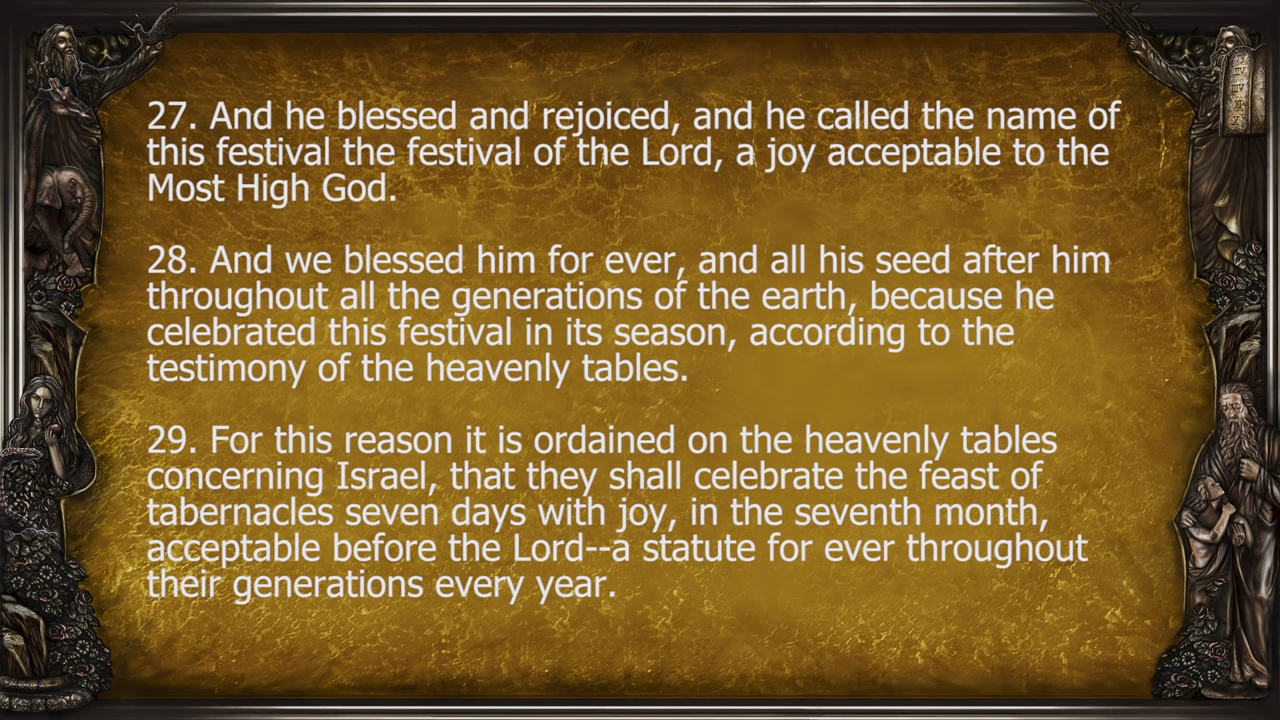 27. And he blessed and rejoiced, and he called the name of
this festival the festival of the Lord, a joy acceptable to the
Most High God.
28. And we blessed him for ever, and all his seed after him
throughout all the generations of the earth, because he
celebrated this festival in its season, according to the
testimony of the heavenly tables.
29. For this reason it is ordained on the heavenly tables
concerning Israel, that they shall celebrate the feast of
tabernacles seven days with joy, in the seventh month,
acceptable before the Lord--a statute for ever throughout
their generations every year.